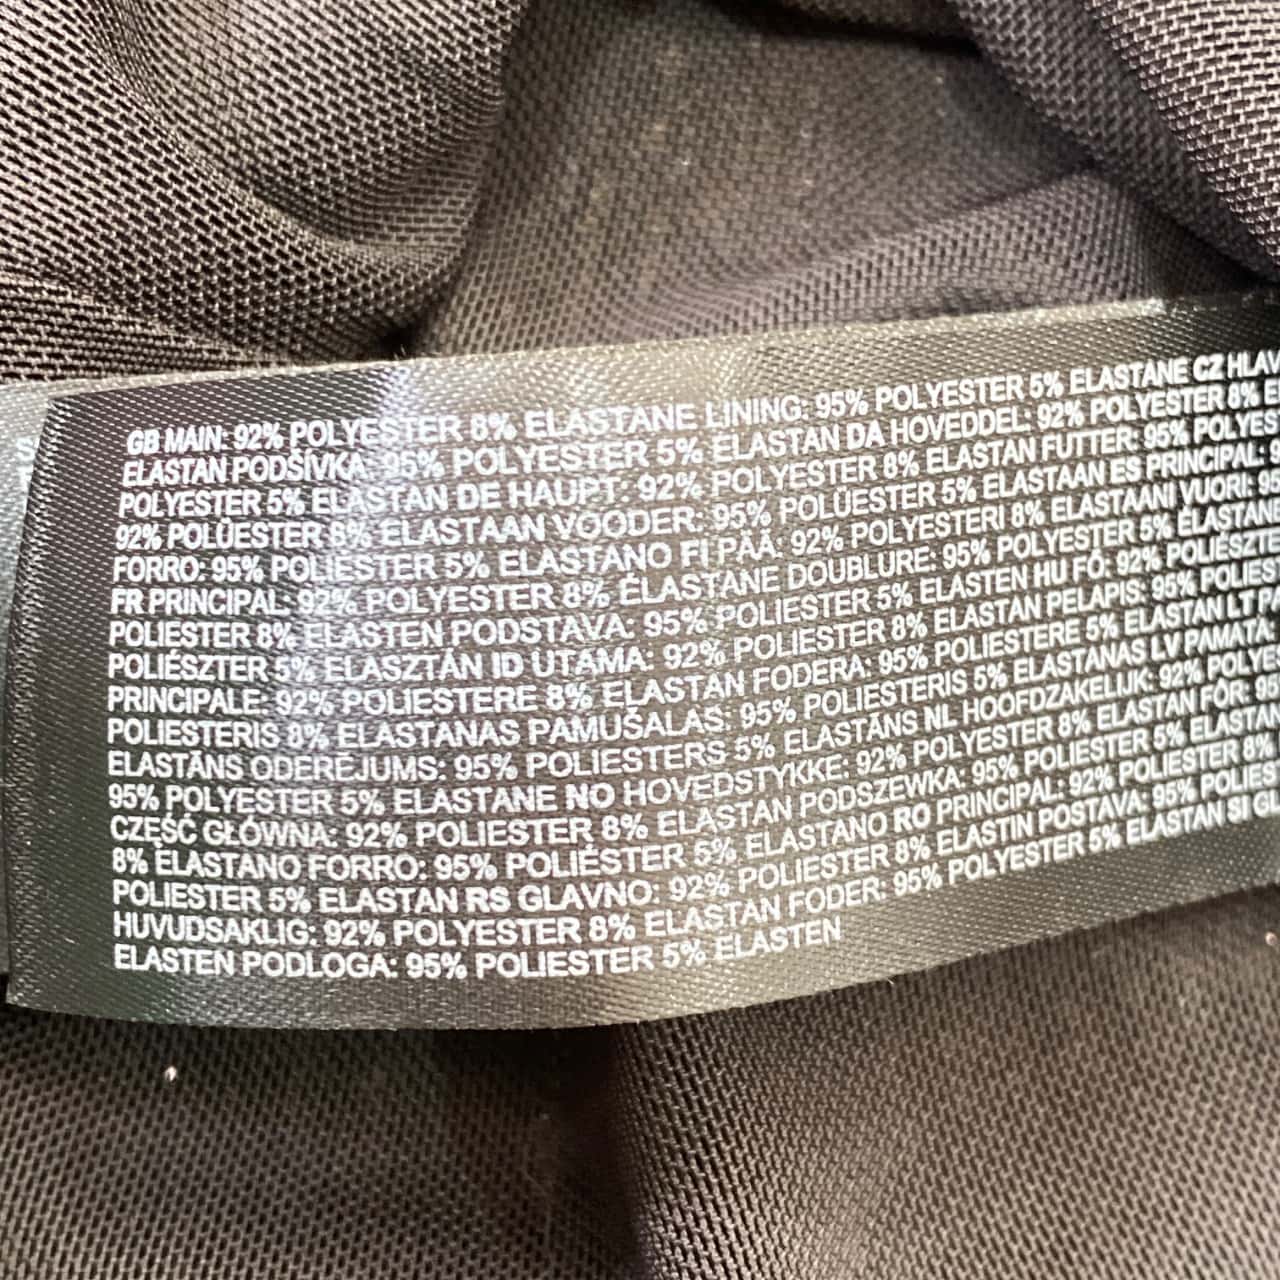 GB MAIN: 92% POLYESTER 8% ELASTANE LINING: 95% POLYESTER 5% ELASTANE CZ HLAV
ELASTAN PODŠÍVKA: 95% POLYESTER 5% ELASTAN DA HOVEDDEL: 92% POLYESTER 8% E
POLYESTER 5% ELASTAN DE HAUPT: 92% POLYESTER 8% ELASTAN FUTTER: 95% POLYES
92% POLÜESTER 8% ELASTAAN VOODER: 95% POLÜESTER 5% ELASTAAN ES PRINCIPAL: 9
FORRO: 95% POLIESTER 5% ELASTANO FI PÄÄ: 92% POLYESTERI 8% ELASTAANI VUORI: 95
FR PRINCIPAL: 92% POLYESTER 8% ÉLASTANE DOUBLURE: 95% POLYESTER 5% ÉLASTANE
POLIESTER 8% ELASTEN PODSTAVA: 95% POLIESTER 5% ELASTEN HU FŐ: 92% POLIÉSZTE
POLIÉSZTER 5% ELASZTÁN ID UTAMA: 92% POLIESTER 8% ELASTAN PELAPIS: 95% POLIEST
PRINCIPALE: 92% POLIESTERE 8% ELASTAN FODERA: 95% POLIESTERE 5% ELASTAN LT PA
POLIESTERIS 8% ELASTANAS PAMUŠALAS: 95% POLIESTERIS 5% ELASTANAS LV PAMATA:
ELASTĀNS ODERĒJUMS: 95% POLIESTERS 5% ELASTĀNS NL HOOFDZAKELIJK: 92% POLYES
95% POLYESTER 5% ELASTANE NO HOVEDSTYKKE: 92% POLYESTER 8% ELASTAN FÔR: 95
CZĘŚĆ GŁÓWNA: 92% POLIESTER 8% ELASTAN PODSZEWKA: 95% POLIESTER 5% ELASTAN
8% ELASTANO FORRO: 95% POLIÉSTER 5% ELASTANO RO PRINCIPAL: 92% POLIESTER 8%
POLIESTER 5% ELASTAN RS GLAVNO: 92% POLIESTER 8% ELASTIN POSTAVA: 95% POLIEST
HUVUDSAKLIG: 92% POLYESTER 8% ELASTAN FODER: 95% POLYESTER 5% ELASTAN SI GL
ELASTEN PODLOGA: 95% POLIESTER 5% ELASTEN